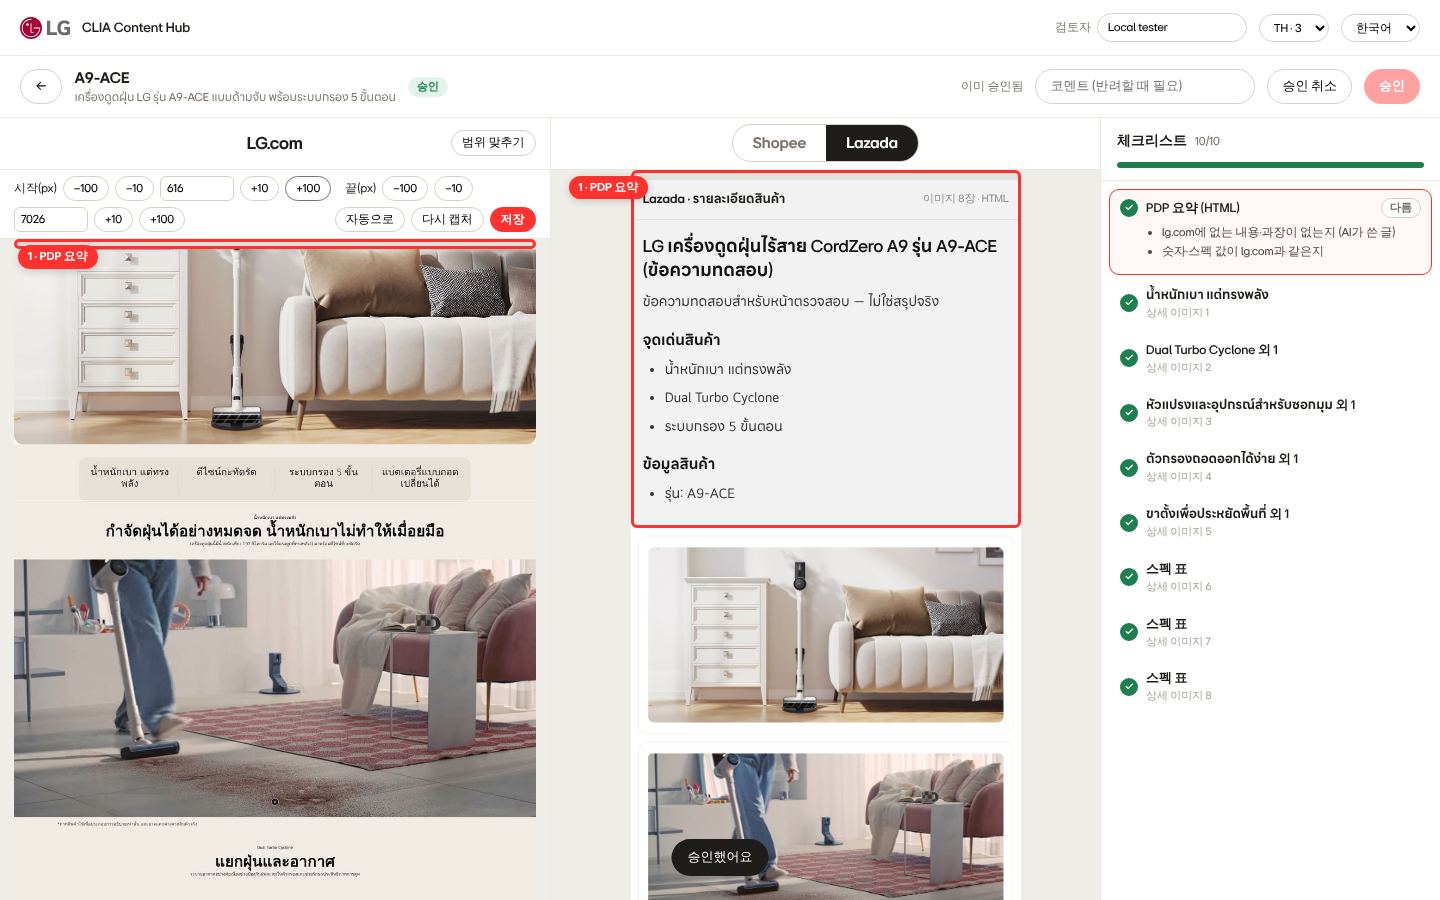 LG CLIA Content Hub
검토자 Local tester TH · 3 한국어
A9-ACE
เครื่องดูดฝุ่น LG รุ่น A9-ACE แบบด้ามจับ พร้อมระบบกรอง 5 ขั้นตอน
승인
이미 승인됨 코멘트 (반려할 때 필요) 승인 취소 승인
LG.com 범위 맞추기
시작(px) −100 −10 616 +10 +100 끝(px) −100 −10
7026 +10 +100 자동으로 다시 캡처 저장
1 · PDP 요약
น้ำหนักเบา แต่ทรงพลัง
ดีไซน์กะทัดรัด
ระบบกรอง 5 ขั้นตอน
แบตเตอรี่แบบถอดเปลี่ยนได้
น้ำหนักเบา แต่ทรงพลัง
กำจัดฝุ่นได้อย่างหมดจด น้ำหนักเบาไม่ทำให้เมื่อยมือ
Dual Turbo Cyclone
แยกฝุ่นและอากาศ
Shopee Lazada
1 · PDP 요약
Lazada · รายละเอียดสินค้า 이미지 8장 · HTML
LG เครื่องดูดฝุ่นไร้สาย CordZero A9 รุ่น A9-ACE
(ข้อความทดสอบ)
ข้อความทดสอบสำหรับหน้าตรวจสอบ — ไม่ใช่สรุปจริง
จุดเด่นสินค้า
• น้ำหนักเบา แต่ทรงพลัง
• Dual Turbo Cyclone
• ระบบกรอง 5 ขั้นตอน
ข้อมูลสินค้า
• รุ่น: A9-ACE
승인했어요
체크리스트 10/10
PDP 요약 (HTML) 다름
• lg.com에 없는 내용·과장이 없는지 (AI가 쓴 글)
• 숫자·스펙 값이 lg.com과 같은지
น้ำหนักเบา แต่ทรงพลัง
상세 이미지 1
Dual Turbo Cyclone 외 1
상세 이미지 2
หัวแปรงและอุปกรณ์สำหรับซอกมุม 외 1
상세 이미지 3
ตัวกรองถอดออกได้ง่าย 외 1
상세 이미지 4
ขาตั้งเพื่อประหยัดพื้นที่ 외 1
상세 이미지 5
스펙 표
상세 이미지 6
스펙 표
상세 이미지 7
스펙 표
상세 이미지 8